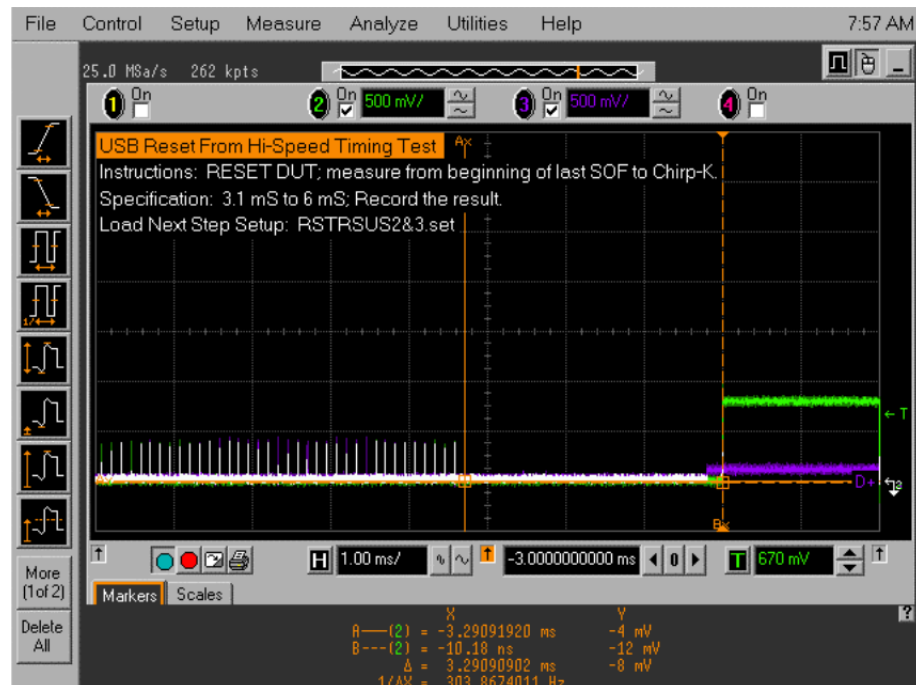 File Control Setup Measure Analyze Utilities Help 7:57 AM
25.0 MSa/s 262 kpts
1 On 2 On 500 mV/ 3 On 500 mV/ 4 On
USB Reset From Hi-Speed Timing Test Ax
Instructions: RESET DUT; measure from beginning of last SOF to Chirp-K.
Specification: 3.1 mS to 6 mS; Record the result.
Load Next Step Setup: RSTRSUS2&3.set
T
D+ 2
Bx
H 1.00 ms/ -3.0000000000 ms 0 T 670 mV
More
(1of 2)
Delete
All
Markers Scales ?
X Y
A---(2) = -3.29091920 ms -4 mV
B---(2) = -10.18 ns -12 mV
Δ = 3.29090902 ms -8 mV
1/ΔX = 303.8674011 Hz